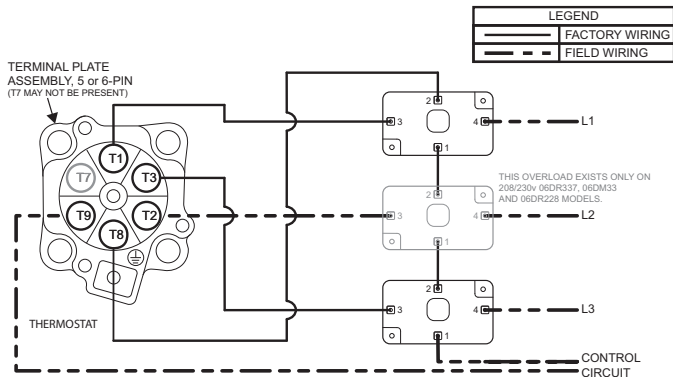 LEGEND
FACTORY WIRING
FIELD WIRING
TERMINAL PLATE
ASSEMBLY, 5 or 6-PIN
(T7 MAY NOT BE PRESENT)
T1
T7
T3
T9
T2
T8
THERMOSTAT
2
3
4
1
L1
THIS OVERLOAD EXISTS ONLY ON
208/230v 06DR337, 06DM33
AND 06DR228 MODELS.
2
3
4
1
L2
2
3
4
1
L3
CONTROL
CIRCUIT